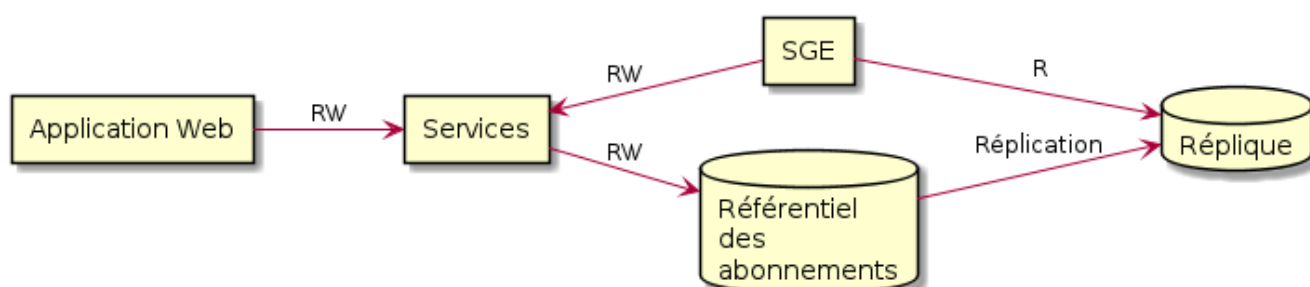 SGE
RW
R
Application Web
RW
Services
RW
Réplication
Réplique
Référentiel
des
abonnements